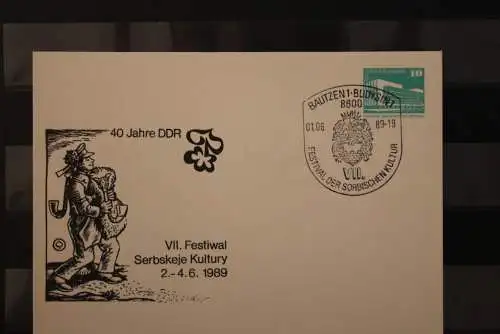 10
BAUTZEN 1 · BUDYŠIN 1
8600
01.06 89-19
VII.
FESTIVAL DER SORBISCHEN KULTUR
40 Jahre DDR
VII. Festiwal
Serbskeje Kultury
2.-4.6. 1989